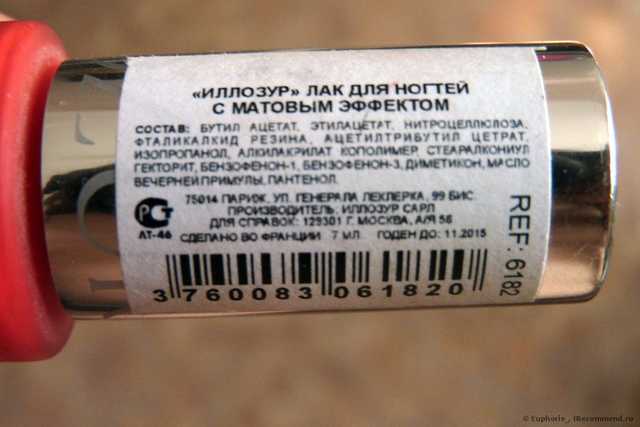 «ИЛЛОЗУР» ЛАК ДЛЯ НОГТЕЙ
С МАТОВЫМ ЭФФЕКТОМ
СОСТАВ: БУТИЛ АЦЕТАТ, ЭТИЛАЦЕТАТ, НИТРОЦЕЛЛЮЛОЗА,
ФТАЛИКАЛКИД РЕЗИНА, АЦЕТИЛТРИБУТИЛ ЦЕТРАТ,
ИЗОПРОПАНОЛ, АЛКИЛАКРИЛАТ КОПОЛИМЕР, СТЕАРАЛКОНИУЛ
ГЕКТОРИТ, БЕНЗОФЕНОН-1, БЕНЗОФЕНОН-3, ДИМЕТИКОН, МАСЛО
ВЕЧЕРНЕЙ ПРИМУЛЫ, ПАНТЕНОЛ.
75014 ПАРИЖ, УЛ. ГЕНЕРАЛА ЛЕКЛЕРКА, 99 БИС
ПРОИЗВОДИТЕЛЬ: ИЛЛОЗУР САРЛ
ДЛЯ СПРАВОК: 129301 Г. МОСКВА, А/Я 56
АТ-46
СДЕЛАНО ВО ФРАНЦИИ 7 МЛ. ГОДЕН ДО: 11.2015
3 760083 061820
REF: 6182
© Euphoria_, IRecommend.ru